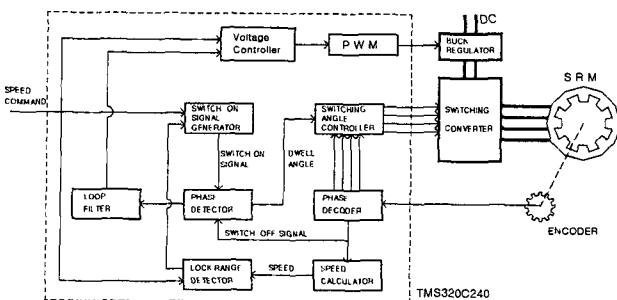 DC
Voltage
Controller
P W M
BUCK
REGULATOR
S R M
SPEED
COMMAND
SWITCH ON
SIGNAL
GENERATOR
SWITCHING
ANGLE
CONTROLLER
SWITCHING
CONVERTER
SWITCH ON
SIGNAL
DWELL
ANGLE
LOOP
FILTER
PHASE
DETECTOR
PHASE
DECODER
ENCODER
SWITCH OFF SIGNAL
LOCK RANGE
DETECTOR
SPEED
SPEED
CALCULATOR
TMS320C240